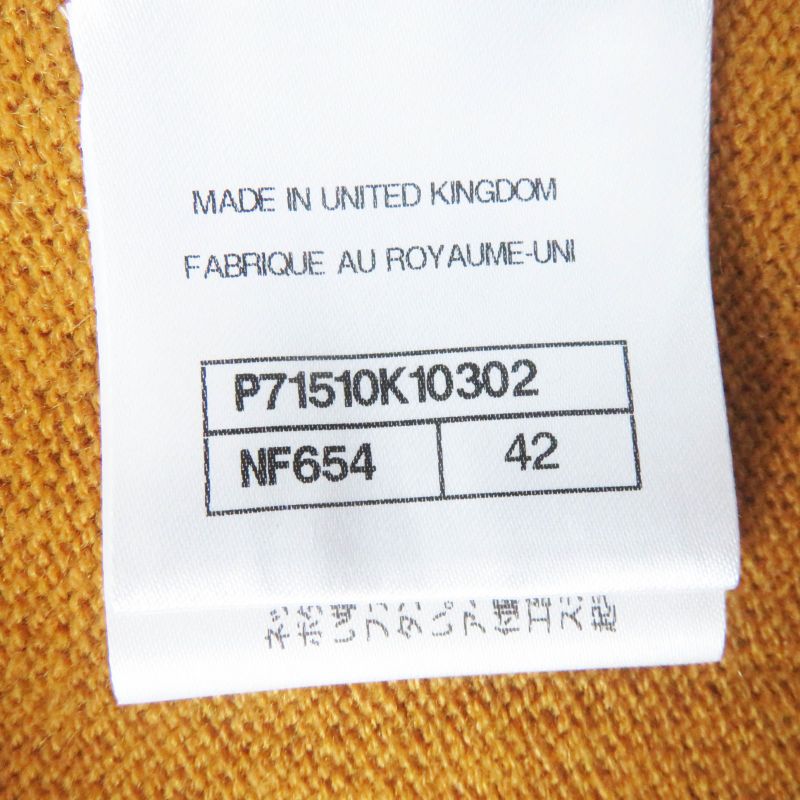 MADE IN UNITED KINGDOM
FABRIQUE AU ROYAUME-UNI
P71510K10302
NF654 42